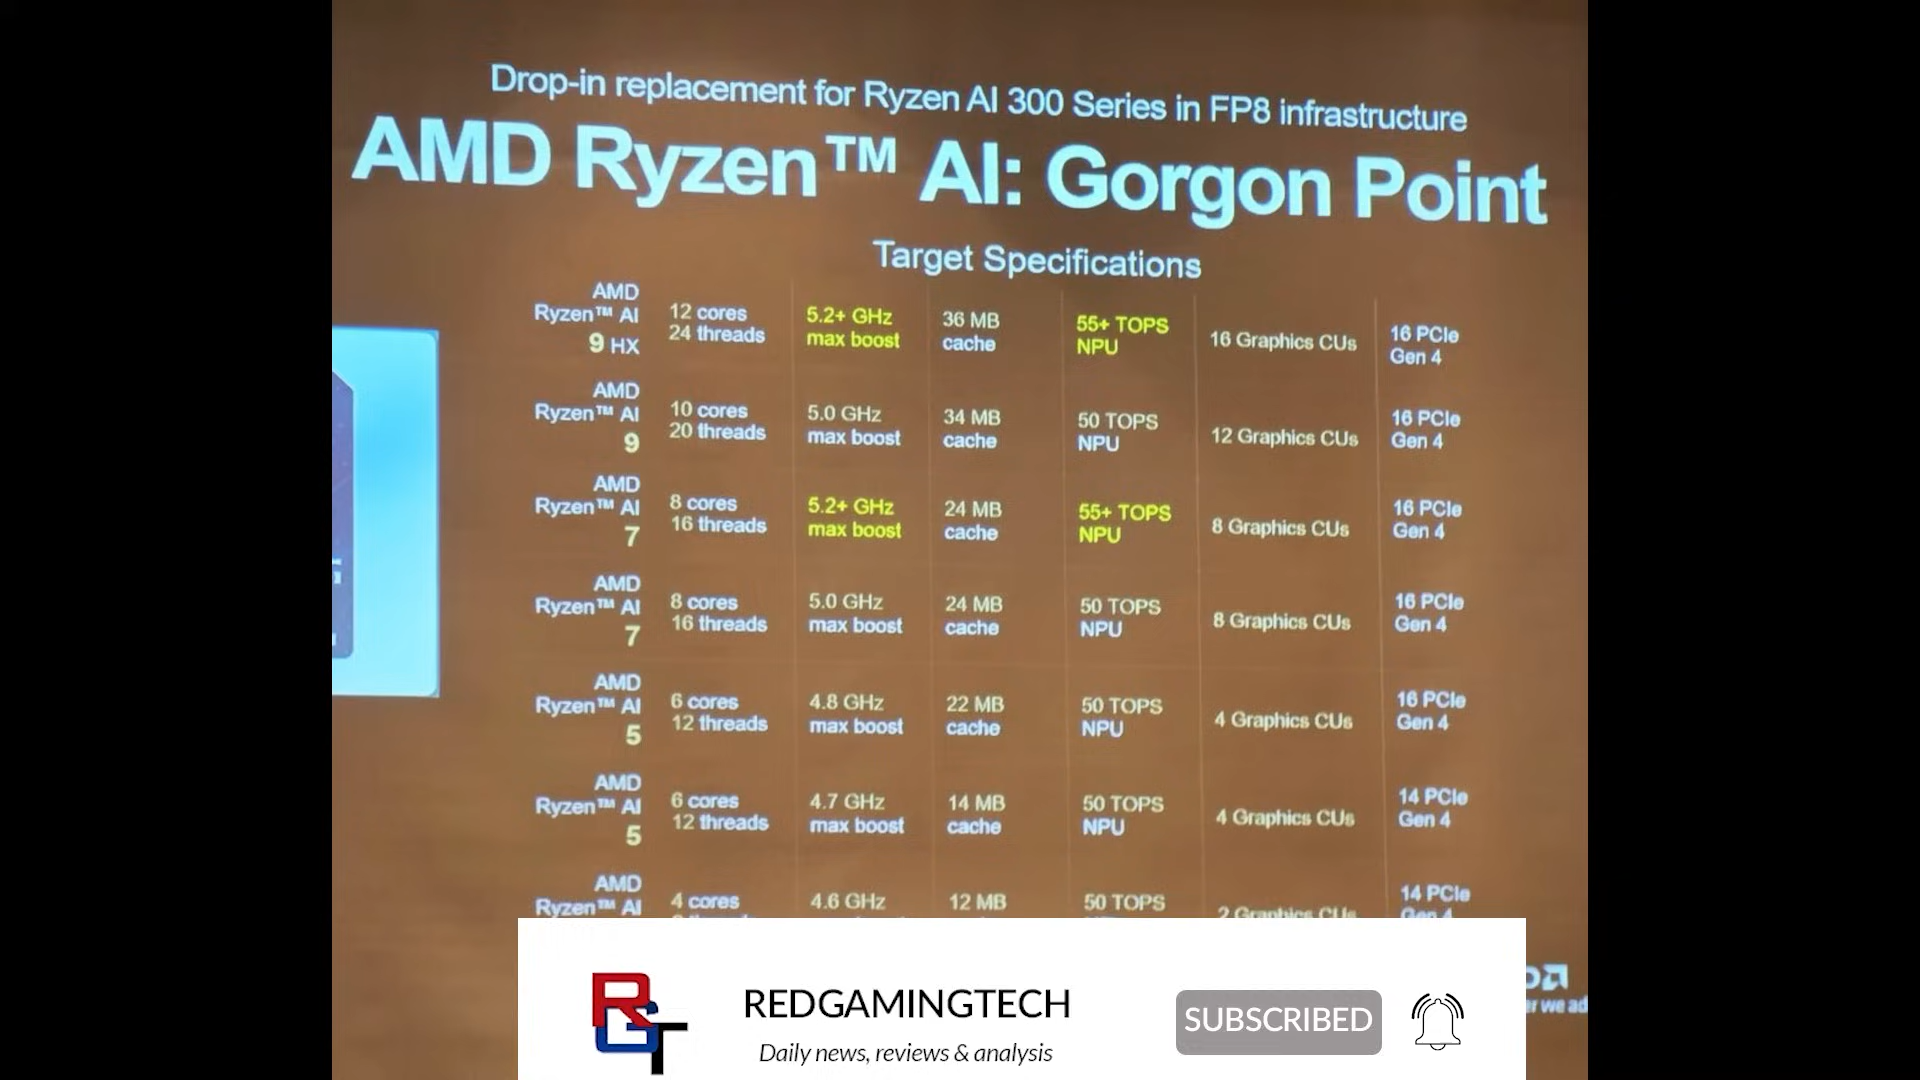 Drop-in replacement for Ryzen AI 300 Series in FP8 infrastructure
AMD Ryzen™ AI: Gorgon Point
Target Specifications
AMD
Ryzen™ AI
9 HX
12 cores
24 threads
5.2+ GHz
max boost
36 MB
cache
55+ TOPS
NPU
16 Graphics CUs
16 PCIe
Gen 4
AMD
Ryzen™ AI
9
10 cores
20 threads
5.0 GHz
max boost
34 MB
cache
50 TOPS
NPU
12 Graphics CUs
16 PCIe
Gen 4
AMD
Ryzen™ AI
7
8 cores
16 threads
5.2+ GHz
max boost
24 MB
cache
55+ TOPS
NPU
8 Graphics CUs
16 PCIe
Gen 4
AMD
Ryzen™ AI
7
8 cores
16 threads
5.0 GHz
max boost
24 MB
cache
50 TOPS
NPU
8 Graphics CUs
16 PCIe
Gen 4
AMD
Ryzen™ AI
5
6 cores
12 threads
4.8 GHz
max boost
22 MB
cache
50 TOPS
NPU
4 Graphics CUs
16 PCIe
Gen 4
AMD
Ryzen™ AI
5
6 cores
12 threads
4.7 GHz
max boost
14 MB
cache
50 TOPS
NPU
4 Graphics CUs
14 PCIe
Gen 4
AMD
Ryzen™ AI
4 cores
4.6 GHz
12 MB
50 TOPS
2 Graphics CUs
14 PCIe
Gen 4
we
RGT
REDGAMINGTECH
Daily news, reviews & analysis
SUBSCRIBED